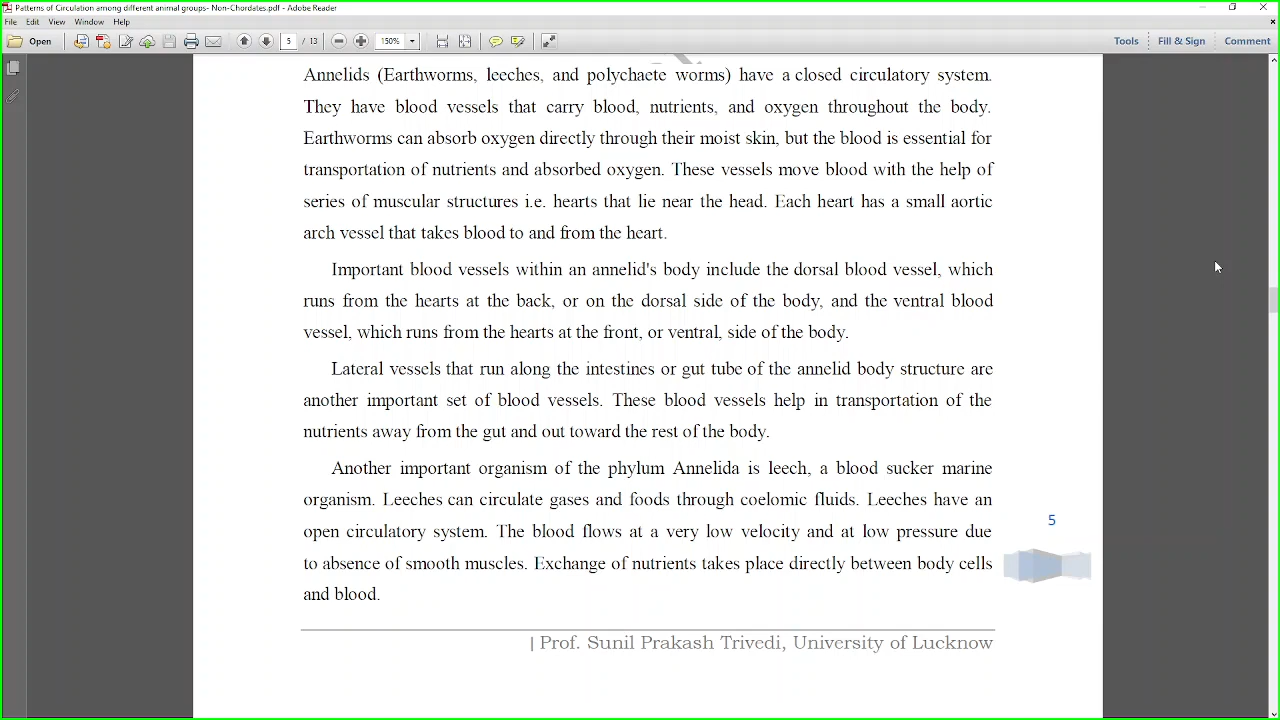 Patterns of Circulation among different animal groups- Non-Chordates.pdf - Adobe Reader
File Edit View Window Help
Open 5 / 13 150% Tools Fill & Sign Comment
Annelids (Earthworms, leeches, and polychaete worms) have a closed circulatory system.
They have blood vessels that carry blood, nutrients, and oxygen throughout the body.
Earthworms can absorb oxygen directly through their moist skin, but the blood is essential for
transportation of nutrients and absorbed oxygen. These vessels move blood with the help of
series of muscular structures i.e. hearts that lie near the head. Each heart has a small aortic
arch vessel that takes blood to and from the heart.
Important blood vessels within an annelid's body include the dorsal blood vessel, which
runs from the hearts at the back, or on the dorsal side of the body, and the ventral blood
vessel, which runs from the hearts at the front, or ventral, side of the body.
Lateral vessels that run along the intestines or gut tube of the annelid body structure are
another important set of blood vessels. These blood vessels help in transportation of the
nutrients away from the gut and out toward the rest of the body.
Another important organism of the phylum Annelida is leech, a blood sucker marine
organism. Leeches can circulate gases and foods through coelomic fluids. Leeches have an
open circulatory system. The blood flows at a very low velocity and at low pressure due
to absence of smooth muscles. Exchange of nutrients takes place directly between body cells
and blood.
5
| Prof. Sunil Prakash Trivedi, University of Lucknow